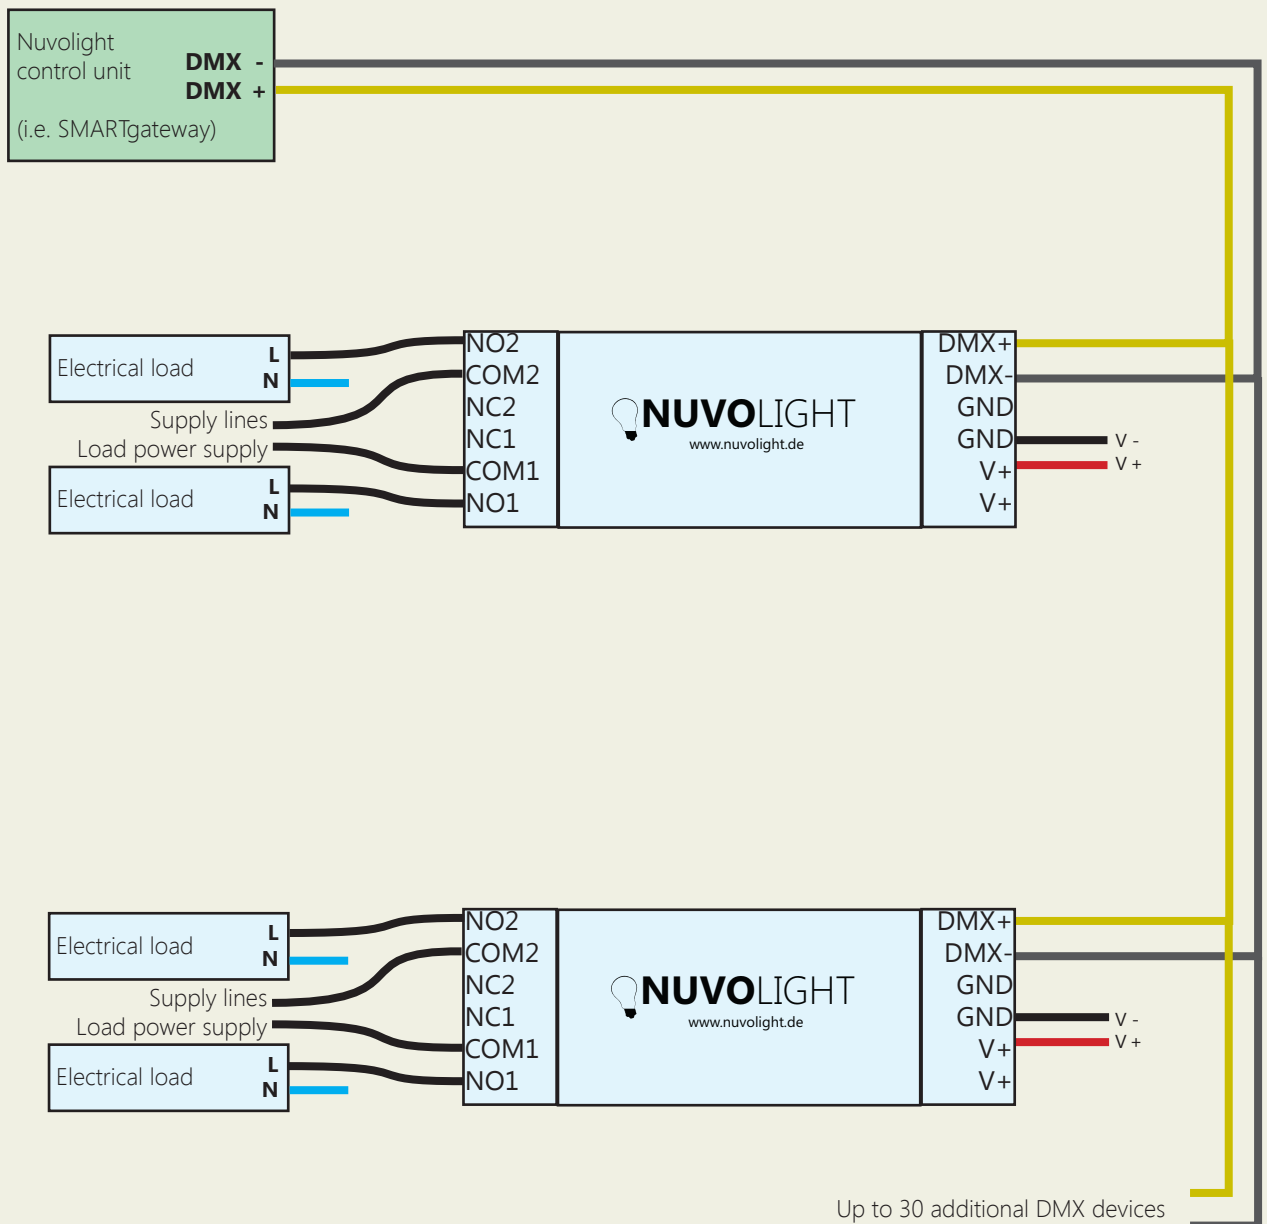 Nuvolight
control unit
(i.e. SMARTgateway)
DMX -
DMX +
Electrical load
L
N
Supply lines
Load power supply
Electrical load
L
N
NO2
COM2
NC2
NC1
COM1
NO1
NUVOLIGHT
www.nuvolight.de
DMX+
DMX-
GND
GND
V+
V+
V -
V +
Electrical load
L
N
Supply lines
Load power supply
Electrical load
L
N
NO2
COM2
NC2
NC1
COM1
NO1
NUVOLIGHT
www.nuvolight.de
DMX+
DMX-
GND
GND
V+
V+
V -
V +
Up to 30 additional DMX devices